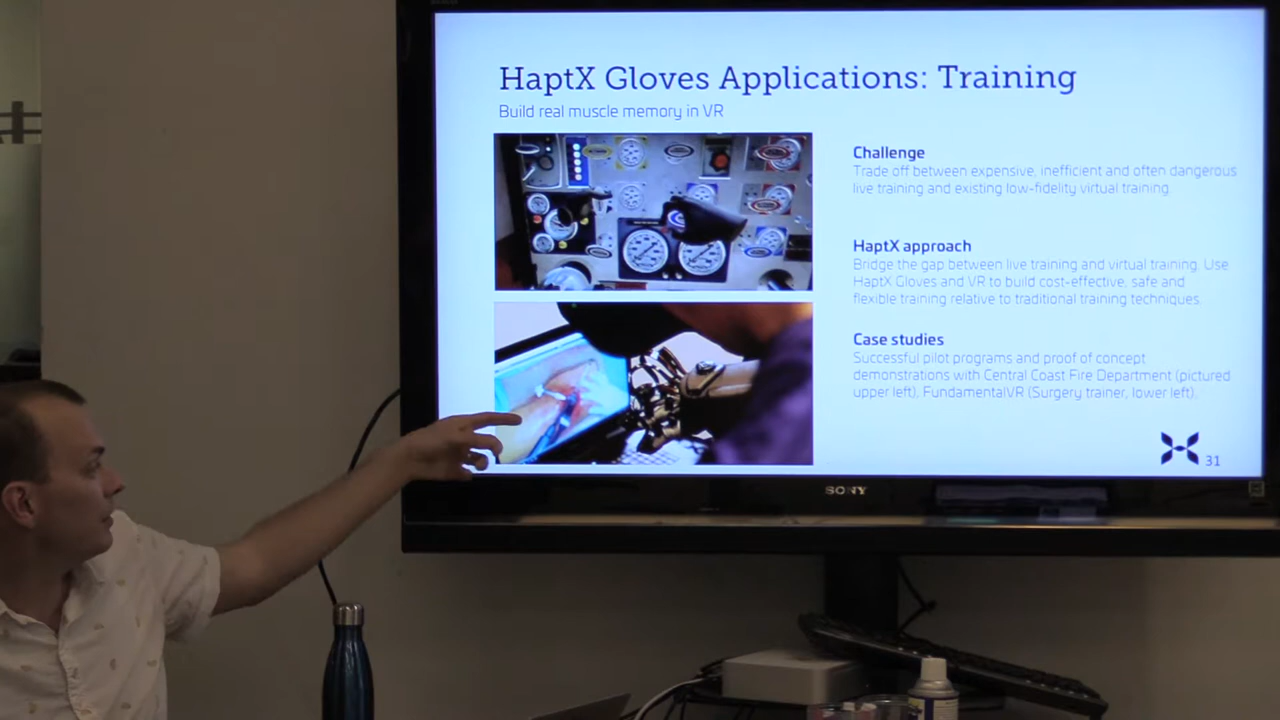 HaptX Gloves Applications: Training
Build real muscle memory in VR
Challenge
Trade off between expensive, inefficient and often dangerous
live training and existing low-fidelity virtual training.
HaptX approach
Bridge the gap between live training and virtual training. Use
HaptX Gloves and VR to build cost-effective, safe and
flexible training relative to traditional training techniques.
Case studies
Successful pilot programs and proof of concept
demonstrations with Central Coast Fire Department (pictured
upper left), FundamentalVR (Surgery trainer, lower left).
31
SONY